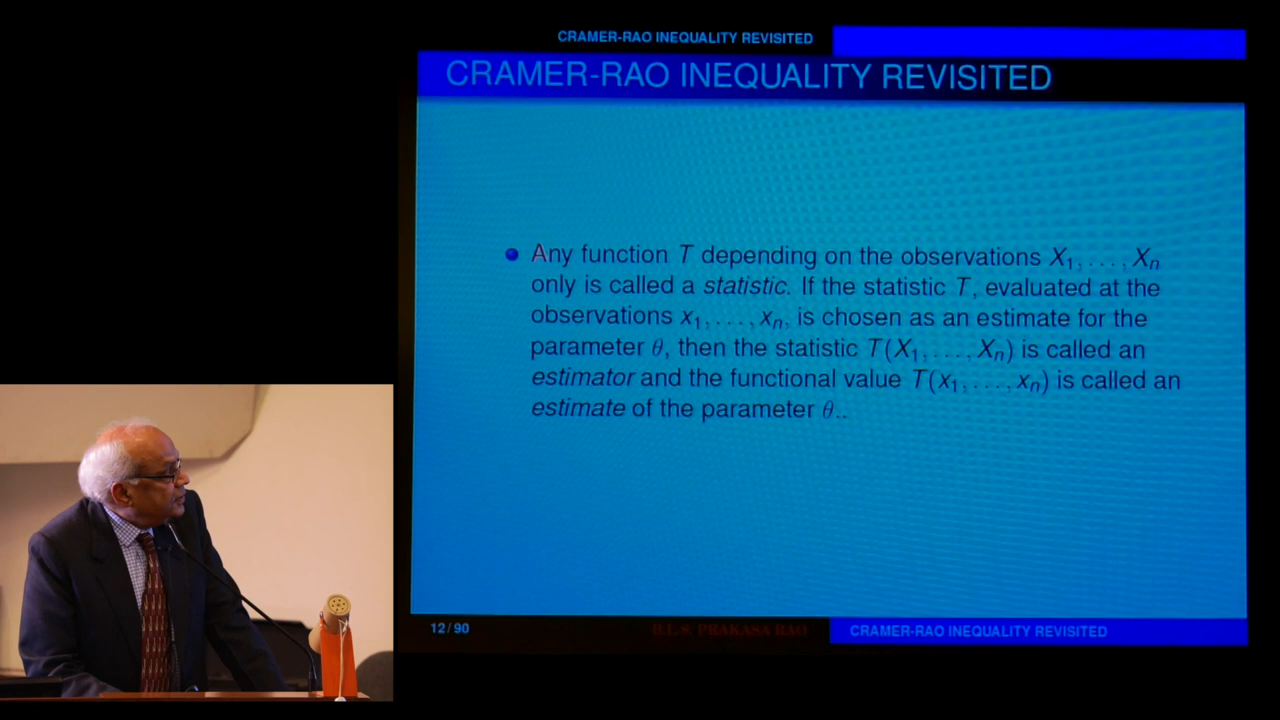 CRAMER-RAO INEQUALITY REVISITED
CRAMER-RAO INEQUALITY REVISITED
Any function T depending on the observations X₁, . . . , Xₙ
only is called a statistic. If the statistic T, evaluated at the
observations x₁, . . . , xₙ, is chosen as an estimate for the
parameter θ, then the statistic T(X₁, . . . , Xₙ) is called an
estimator and the functional value T(x₁, . . . , xₙ) is called an
estimate of the parameter θ..
12/90
B.L.S. PRAKASA RAO
CRAMER-RAO INEQUALITY REVISITED